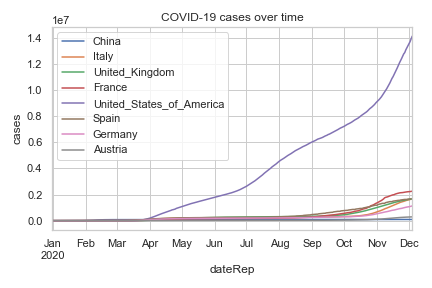 COVID-19 cases over time
1e7
1.4
1.2
1.0
0.8
0.6
0.4
0.2
0.0
cases
China
Italy
United_Kingdom
France
United_States_of_America
Spain
Germany
Austria
Jan Feb Mar Apr May Jun Jul Aug Sep Oct Nov Dec
2020
dateRep